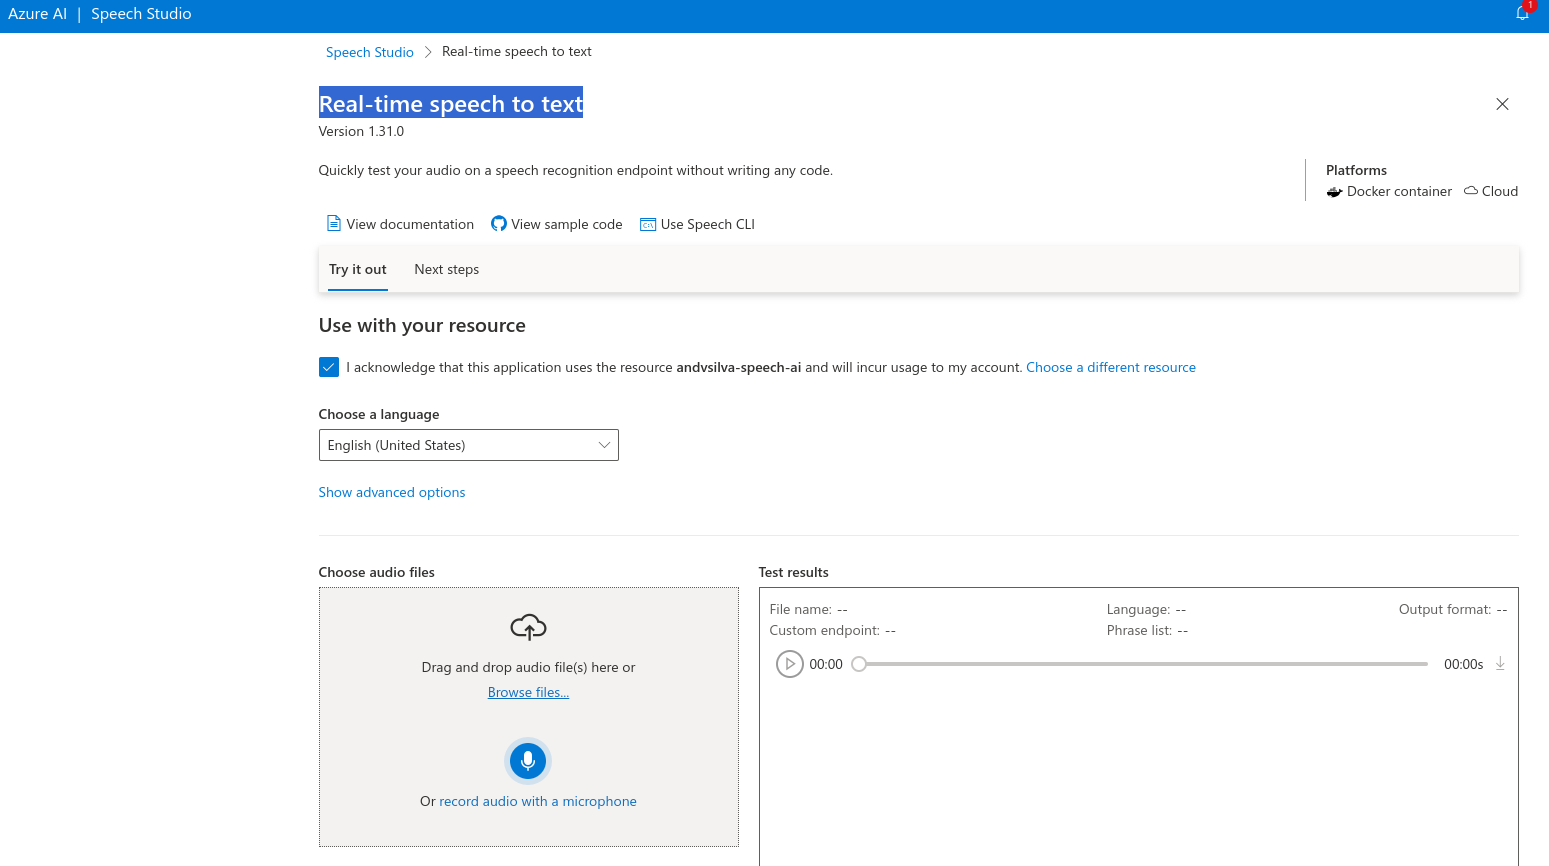 Azure AI | Speech Studio
1
Speech Studio > Real-time speech to text
Real-time speech to text
Version 1.31.0
Quickly test your audio on a speech recognition endpoint without writing any code.
Platforms
Docker container Cloud
View documentation View sample code Use Speech CLI
Try it out Next steps
Use with your resource
I acknowledge that this application uses the resource andvsilva-speech-ai and will incur usage to my account. Choose a different resource
Choose a language
English (United States)
Show advanced options
Choose audio files
Drag and drop audio file(s) here or
Browse files...
Or record audio with a microphone
Test results
File name: -- Language: -- Output format: --
Custom endpoint: -- Phrase list: --
00:00 00:00s